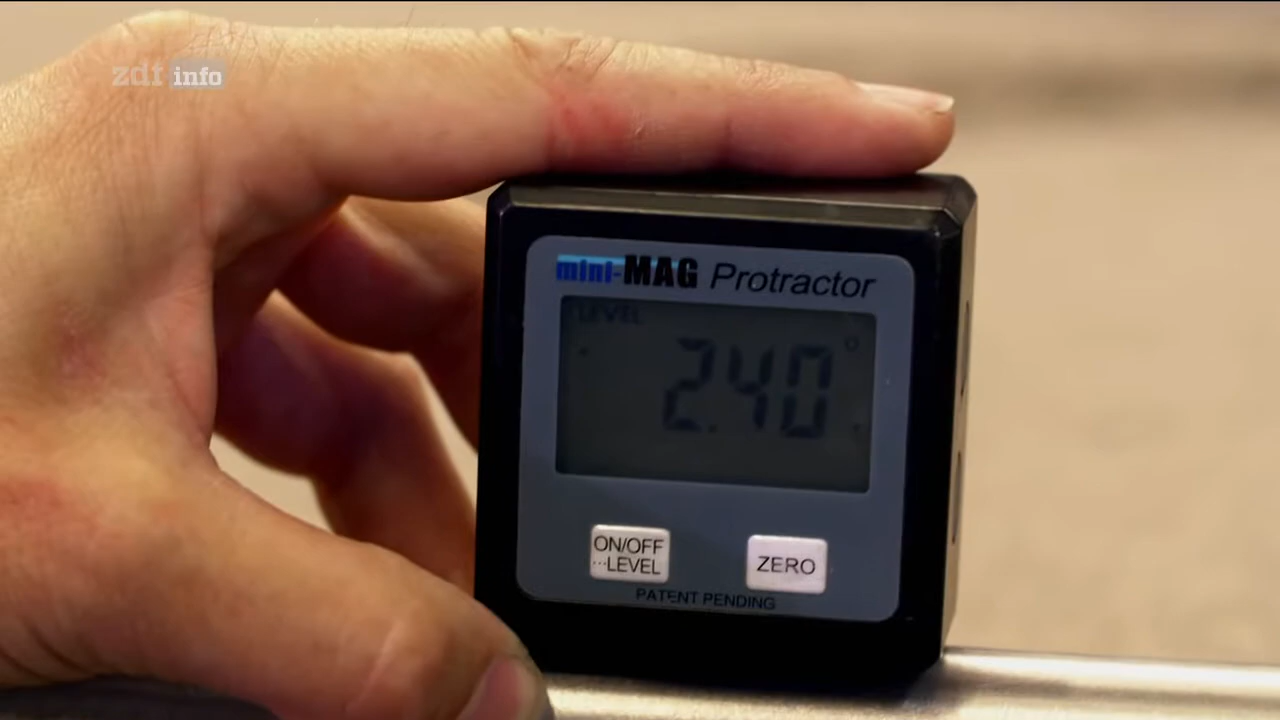 zdf info
mini-MAG Protractor
LEVEL
2.40°
ON/OFF
···LEVEL
ZERO
PATENT PENDING